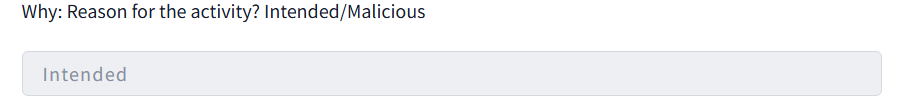 Why: Reason for the activity? Intended/Malicious
Intended